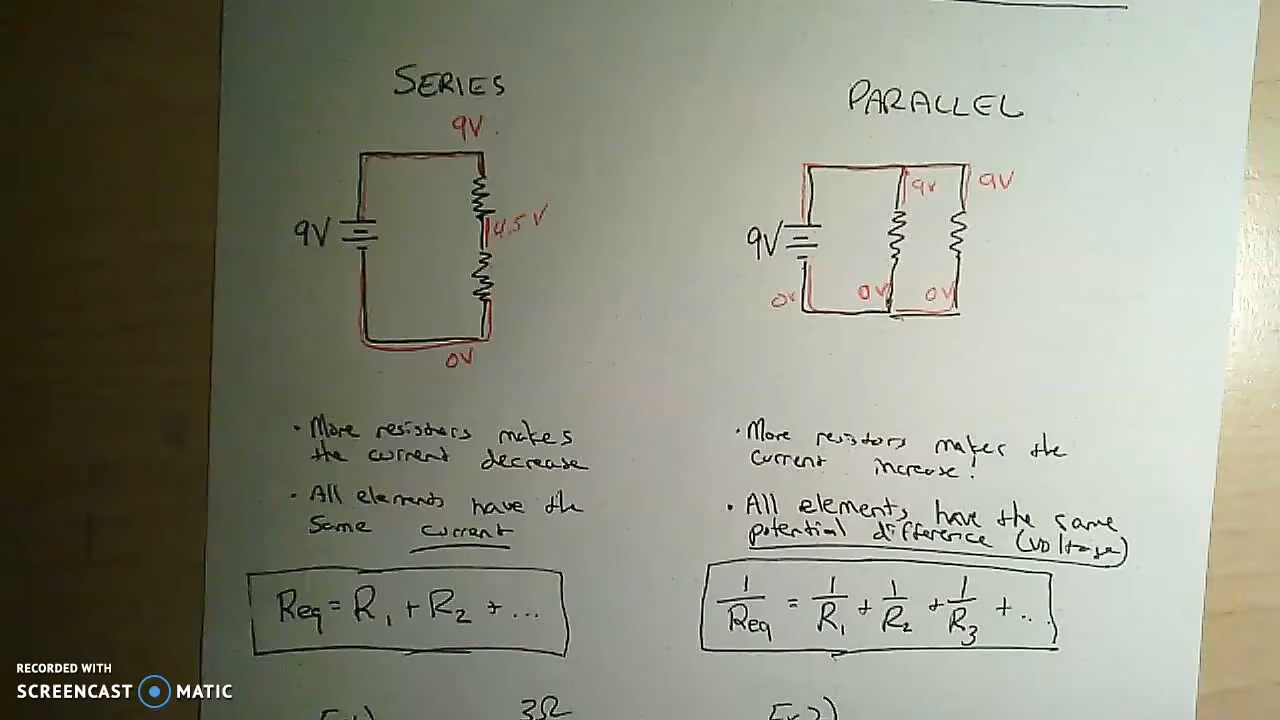 SERIES
9V
9V
4.5V
0V
• More resistors makes
the current decrease
• All elements have the
same current
Req = R₁ + R₂ + ...
PARALLEL
9V
9V
9V
0V
0V
0V
• More resistors makes the
current increase!
• All elements have the same
potential difference (voltage)
1/Req = 1/R₁ + 1/R₂ + 1/R₃ + ...
3Ω
RECORDED WITH
SCREENCAST MATIC